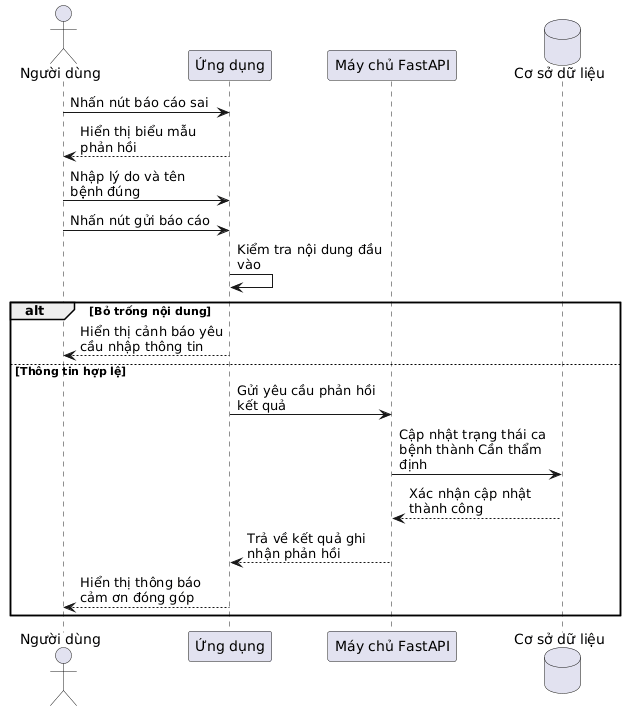 Người dùng
Ứng dụng
Máy chủ FastAPI
Cơ sở dữ liệu
Nhấn nút báo cáo sai
Hiển thị biểu mẫu
phản hồi
Nhập lý do và tên
bệnh đúng
Nhấn nút gửi báo cáo
Kiểm tra nội dung đầu
vào
alt
[Bỏ trống nội dung]
Hiển thị cảnh báo yêu
cầu nhập thông tin
[Thông tin hợp lệ]
Gửi yêu cầu phản hồi
kết quả
Cập nhật trạng thái ca
bệnh thành Cần thẩm
định
Xác nhận cập nhật
thành công
Trả về kết quả ghi
nhận phản hồi
Hiển thị thông báo
cảm ơn đóng góp
Người dùng
Ứng dụng
Máy chủ FastAPI
Cơ sở dữ liệu